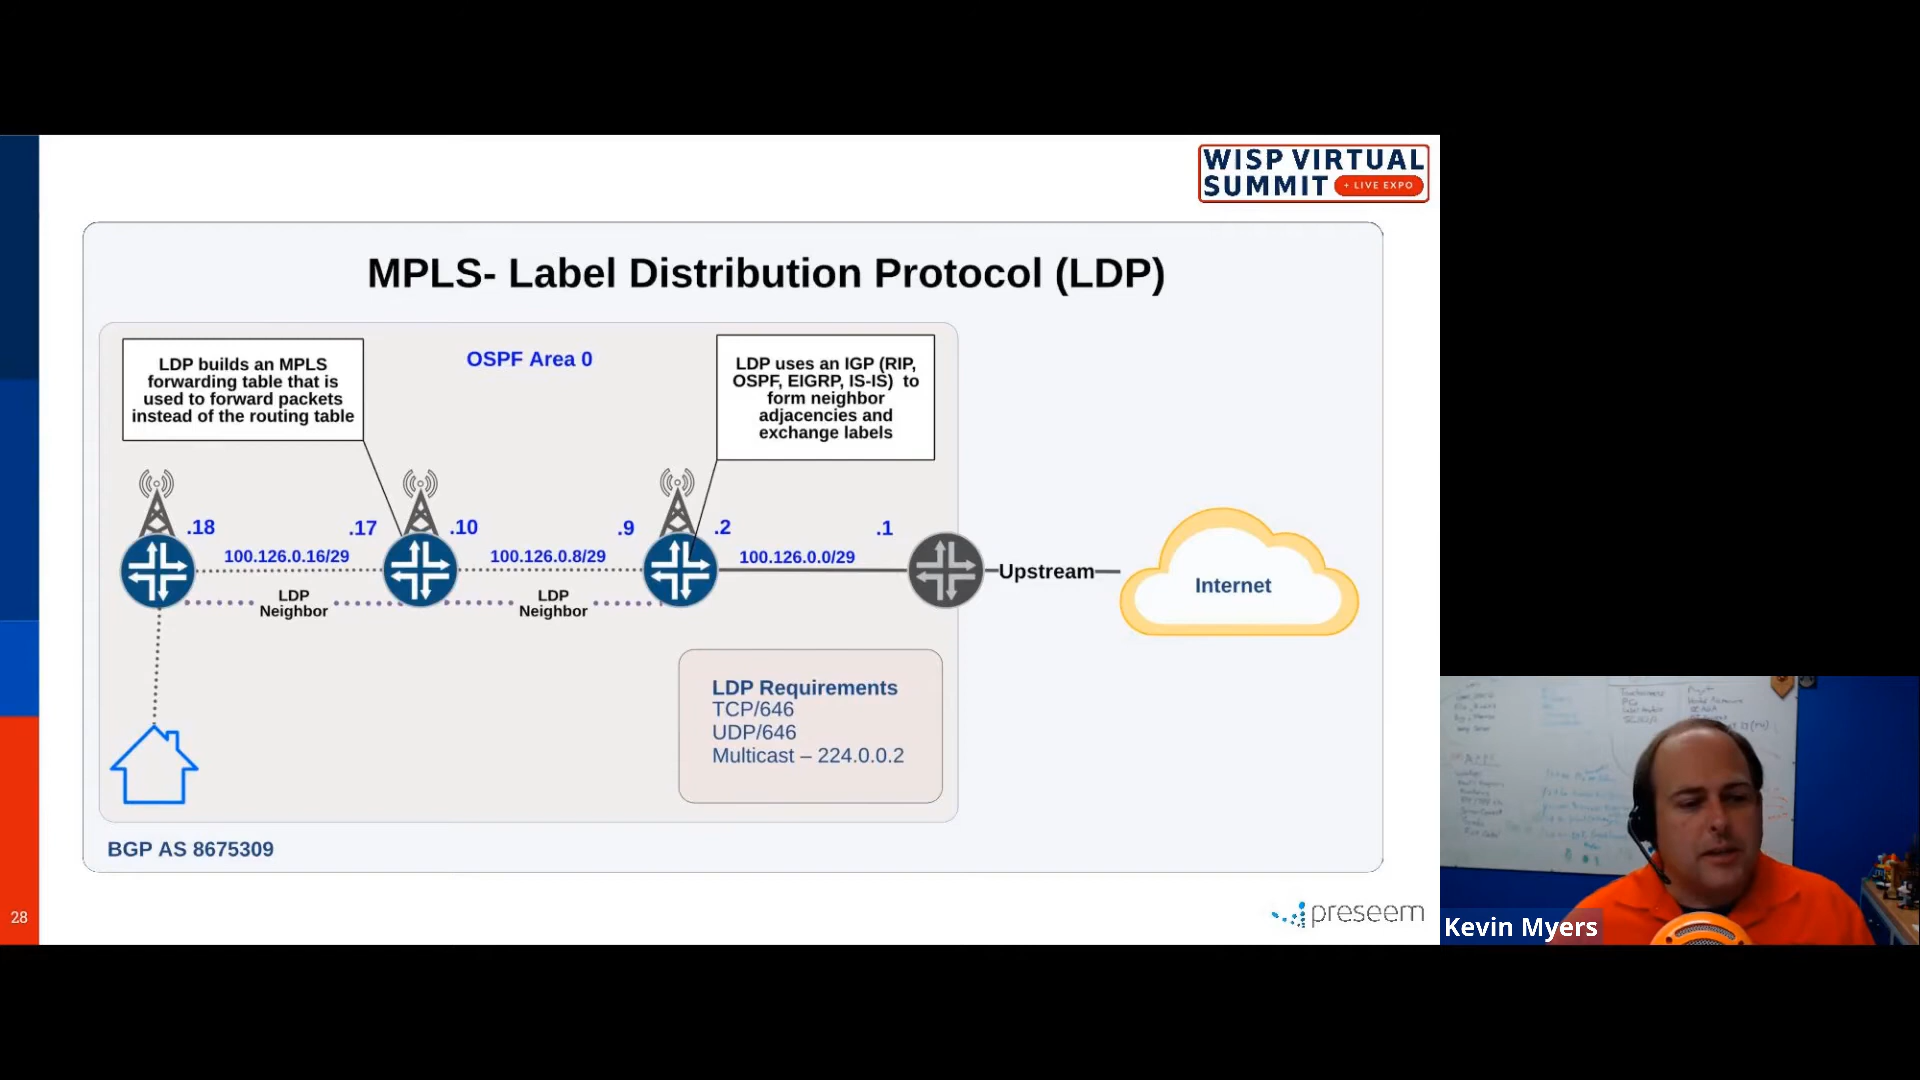 WISP VIRTUAL
SUMMIT + LIVE EXPO
MPLS- Label Distribution Protocol (LDP)
LDP builds an MPLS
forwarding table that is
used to forward packets
instead of the routing table
OSPF Area 0
LDP uses an IGP (RIP,
OSPF, EIGRP, IS-IS) to
form neighbor
adjacencies and
exchange labels
.18
.17
.10
.9
.2
.1
100.126.0.16/29
100.126.0.8/29
100.126.0.0/29
Upstream
Internet
LDP
Neighbor
LDP
Neighbor
LDP Requirements
TCP/646
UDP/646
Multicast – 224.0.0.2
BGP AS 8675309
28
preseem
Kevin Myers